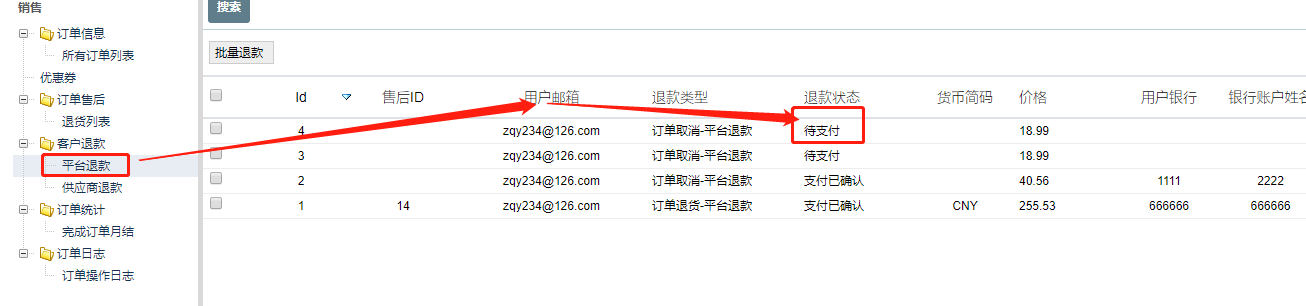 销售
订单信息
所有订单列表
优惠券
订单售后
退货列表
客户退款
平台退款
供应商退款
订单统计
完成订单月结
订单日志
订单操作日志
搜索
批量退款
Id 售后ID 用户邮箱 退款类型 退款状态 货币简码 价格 用户银行 银行账户姓名
4 zqy234@126.com 订单取消-平台退款 待支付 18.99
3 zqy234@126.com 订单取消-平台退款 待支付 18.99
2 zqy234@126.com 订单取消-平台退款 支付已确认 40.56 1111 2222
1 14 zqy234@126.com 订单退货-平台退款 支付已确认 CNY 255.53 666666 666666